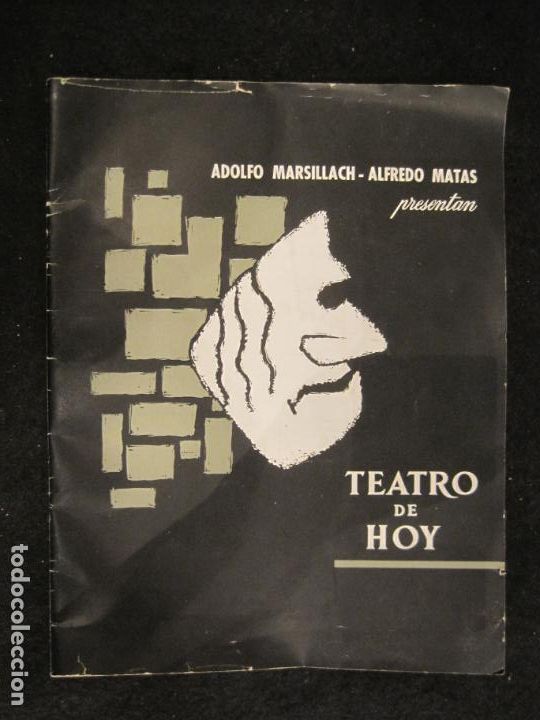 ADOLFO MARSILLACH - ALFREDO MATAS
presentan
TEATRO
DE
HOY
todocoleccion